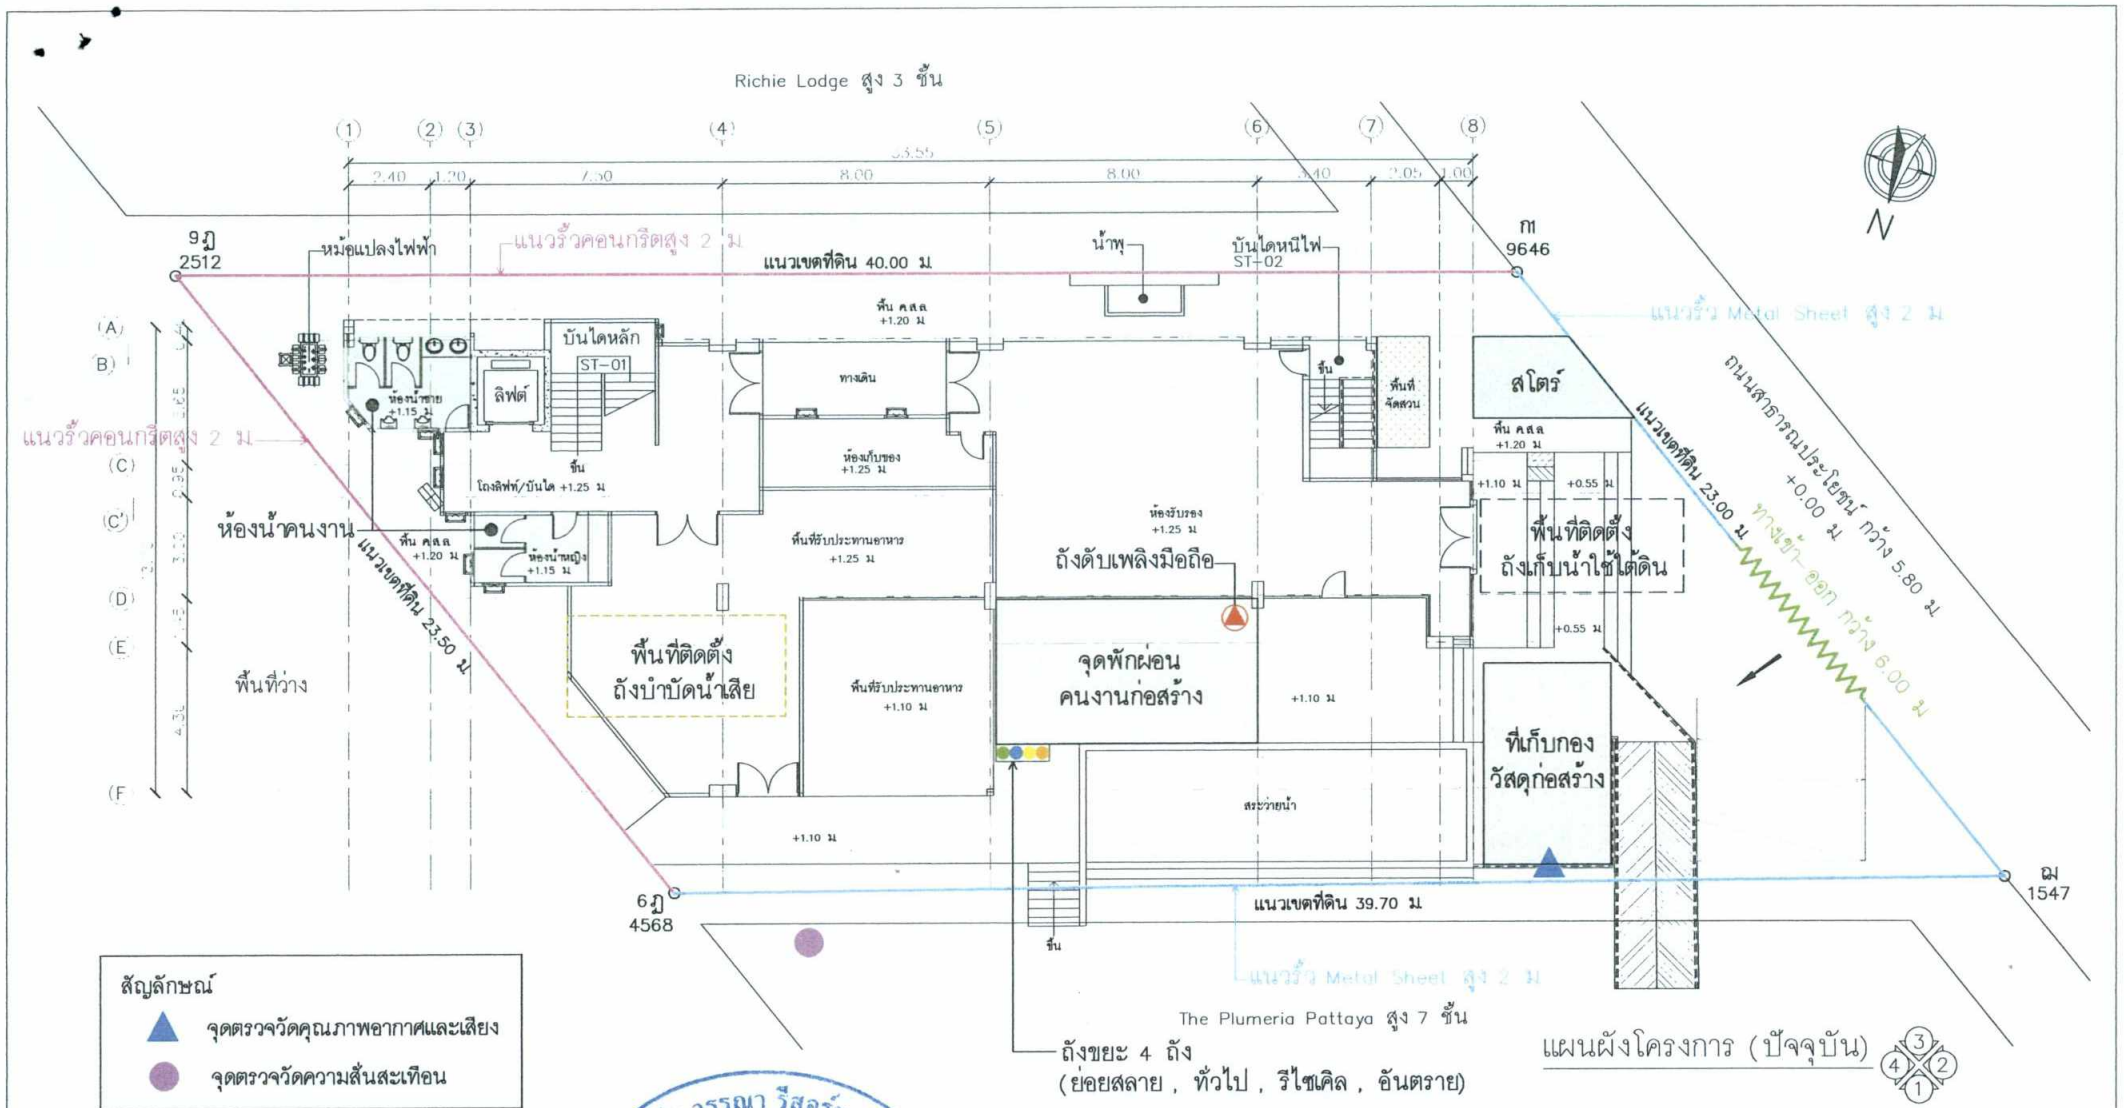 Richie Lodge สูง 3 ชั้น
(1) (2) (3) (4) (5) (6) (7) (8)
33.55
2.40 1.20 7.50 8.00 8.00 3.40 2.05 1.00
N
9ฎ
2512
หม้อแปลงไฟฟ้า
แนวรั้วคอนกรีตสูง 2 ม
แนวเขตที่ดิน 40.00 ม.
น้ำพุ
บันไดหนีไฟ
ST-02
ก1
9646
แนวรั้ว Metal Sheet สูง 2 ม
พื้น คสล
+1.20 ม
(A)
(B)
(C)
(C')
(D)
(E)
(F)
0.95
4.50
บันไดหลัก
ST-01
ลิฟต์
ขึ้น
ห้องน้ำชาย
+1.15 ม
ทางเดิน
ขึ้น
พื้นที่
จัดสวน
สโตร์
ถนนสาธารณประโยชน์ กว้าง 5.80 ม
+0.00 ม
แนวรั้วคอนกรีตสูง 2 ม
ห้องเก็บของ
+1.25 ม
โถงลิฟท์/บันได +1.25 ม
พื้น คสล
+1.20 ม
แนวเขตที่ดิน 23.00 ม
+1.10 ม
+0.55 ม
ห้องน้ำคนงาน
พื้น คสล
+1.20 ม
ห้องน้ำหญิง
+1.15 ม
พื้นที่รับประทานอาหาร
+1.25 ม
ห้องรับรอง
+1.25 ม
ถังดับเพลิงมือถือ
พื้นที่ติดตั้ง
ถังเก็บน้ำใช้ใต้ดิน
ทางเข้า-ออก กว้าง 6.00 ม
แนวเขตที่ดิน 23.50 ม
+0.55 ม
พื้นที่ว่าง
พื้นที่ติดตั้ง
ถังบำบัดน้ำเสีย
พื้นที่รับประทานอาหาร
+1.10 ม
จุดพักผ่อน
คนงานก่อสร้าง
+1.10 ม
ที่เก็บกอง
วัสดุก่อสร้าง
สระว่ายน้ำ
+1.10 ม
6ฎ
4568
แนวเขตที่ดิน 39.70 ม
ฌ
1547
ขึ้น
แนวรั้ว Metal Sheet สูง 2 ม
The Plumeria Pattaya สูง 7 ชั้น
ถังขยะ 4 ถัง
(ย่อยสลาย , ทั่วไป , รีไซเคิล , อันตราย)
แผนผังโครงการ (ปัจจุบัน)
3
4 2
1
สัญลักษณ์
จุดตรวจวัดคุณภาพอากาศและเสียง
จุดตรวจวัดความสั่นสะเทือน